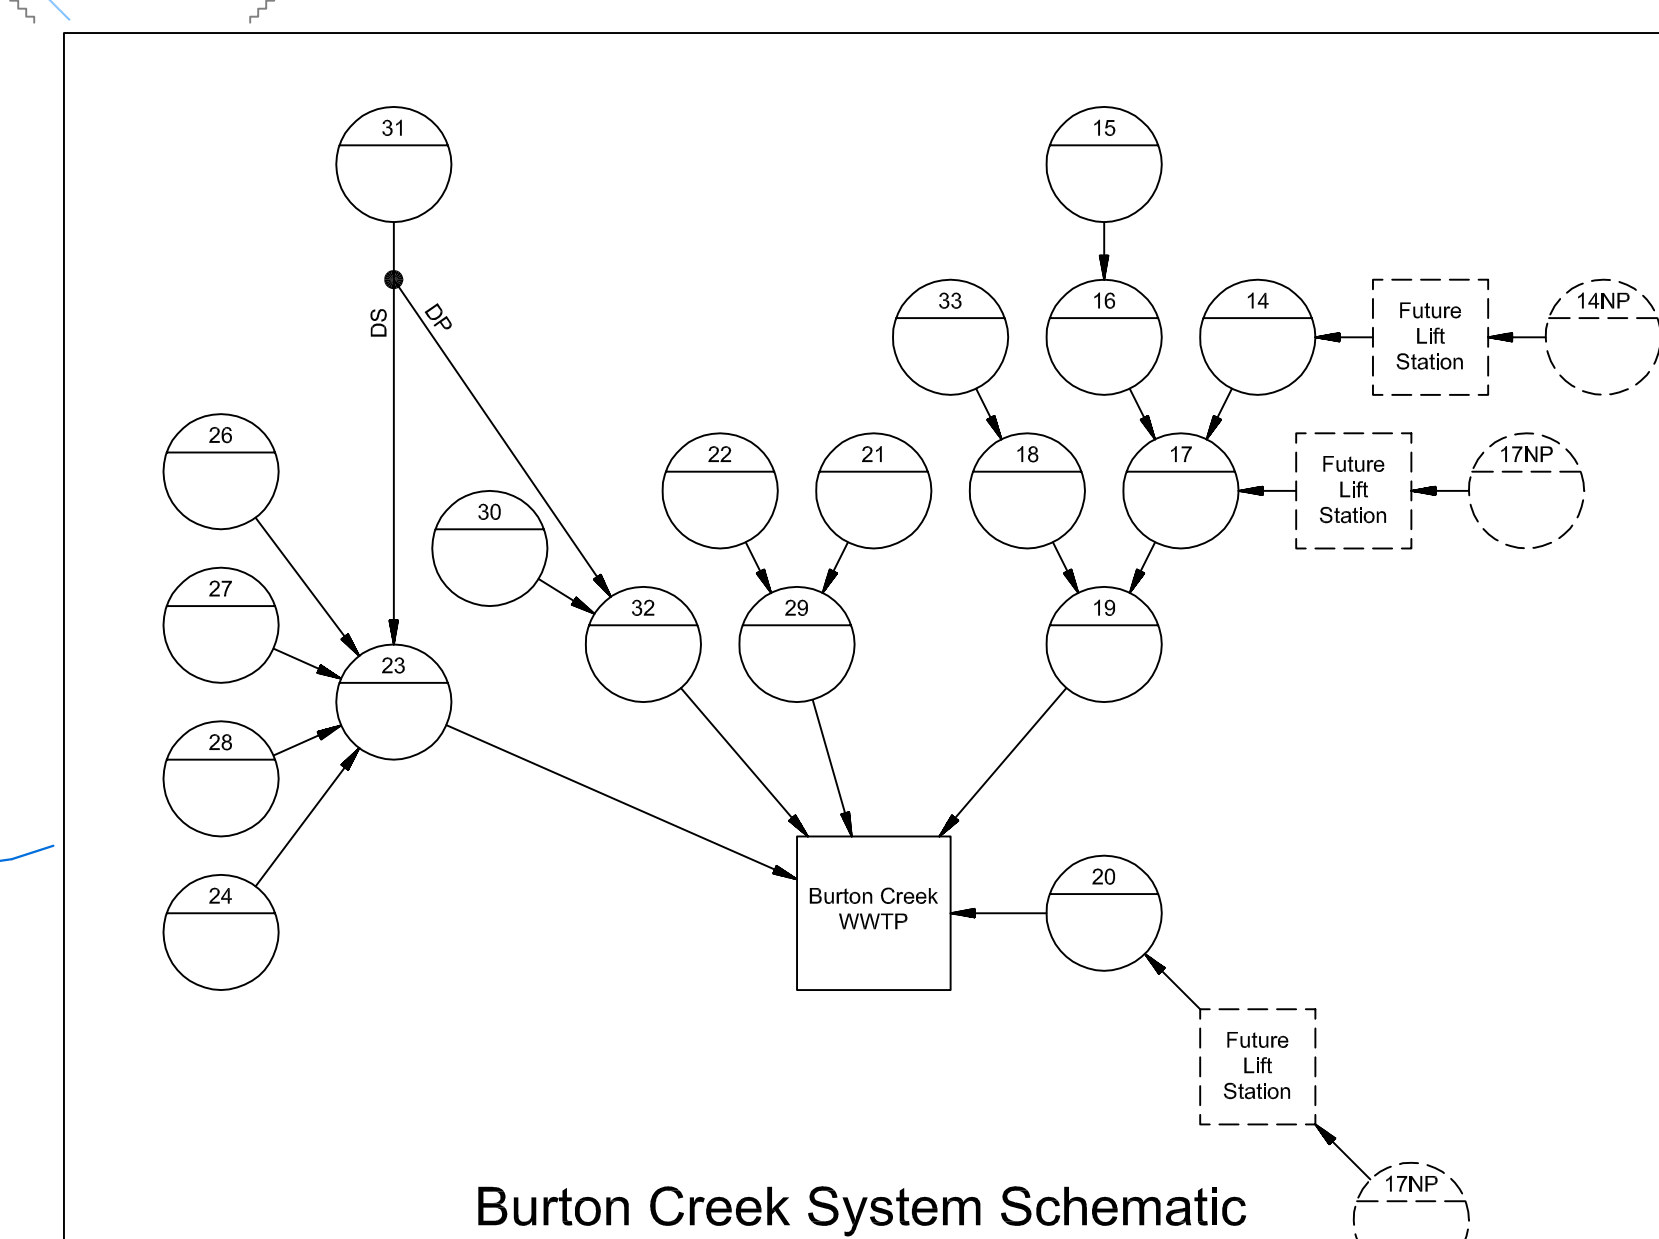 31
15
33
16
14
Future
Lift
Station
14NP
DS
DP
26
22
21
18
17
Future
Lift
Station
17NP
30
27
32
29
19
23
28
24
Burton Creek
WWTP
20
Future
Lift
Station
17NP
Burton Creek System Schematic